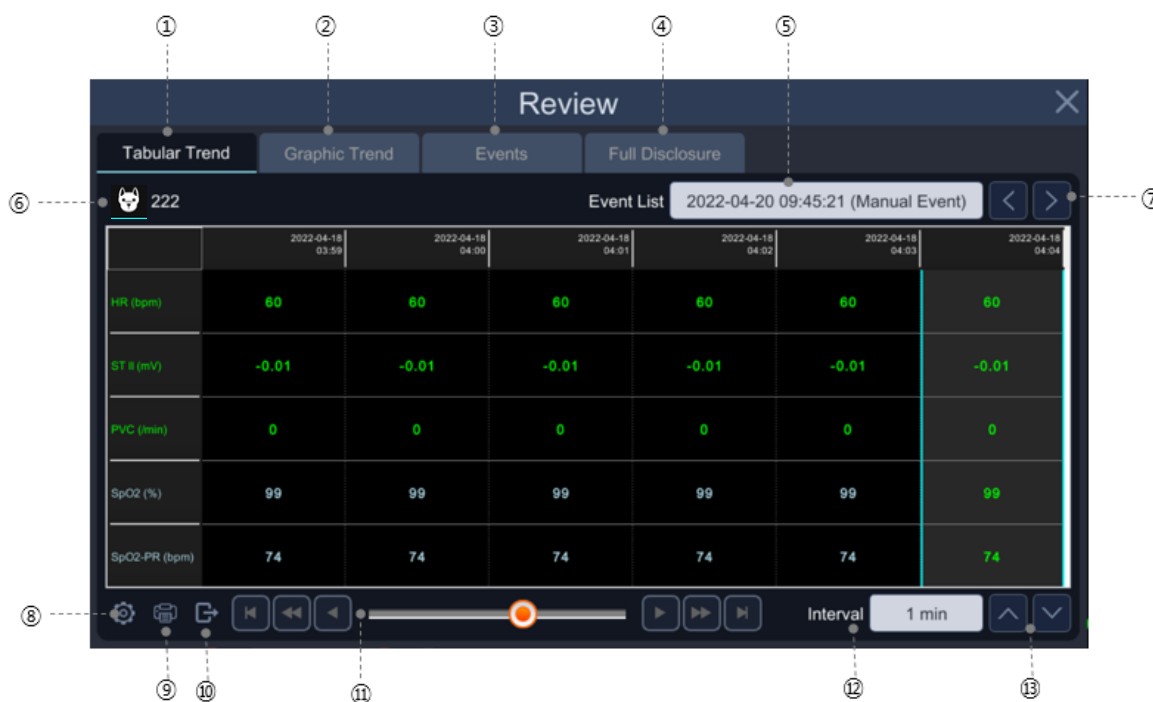 ① ② ③ ④ ⑤
Review
Tabular Trend Graphic Trend Events Full Disclosure
⑥ 222 Event List 2022-04-20 09:45:21 (Manual Event) ⑦
2022-04-18 2022-04-18 2022-04-18 2022-04-18 2022-04-18 2022-04-18
03:59 04:00 04:01 04:02 04:03 04:04
HR (bpm) 60 60 60 60 60 60
ST II (mV) -0.01 -0.01 -0.01 -0.01 -0.01 -0.01
PVC (/min) 0 0 0 0 0 0
SpO2 (%) 99 99 99 99 99 99
SpO2-PR (bpm) 74 74 74 74 74 74
⑧ Interval 1 min
⑨ ⑩ ⑪ ⑫ ⑬